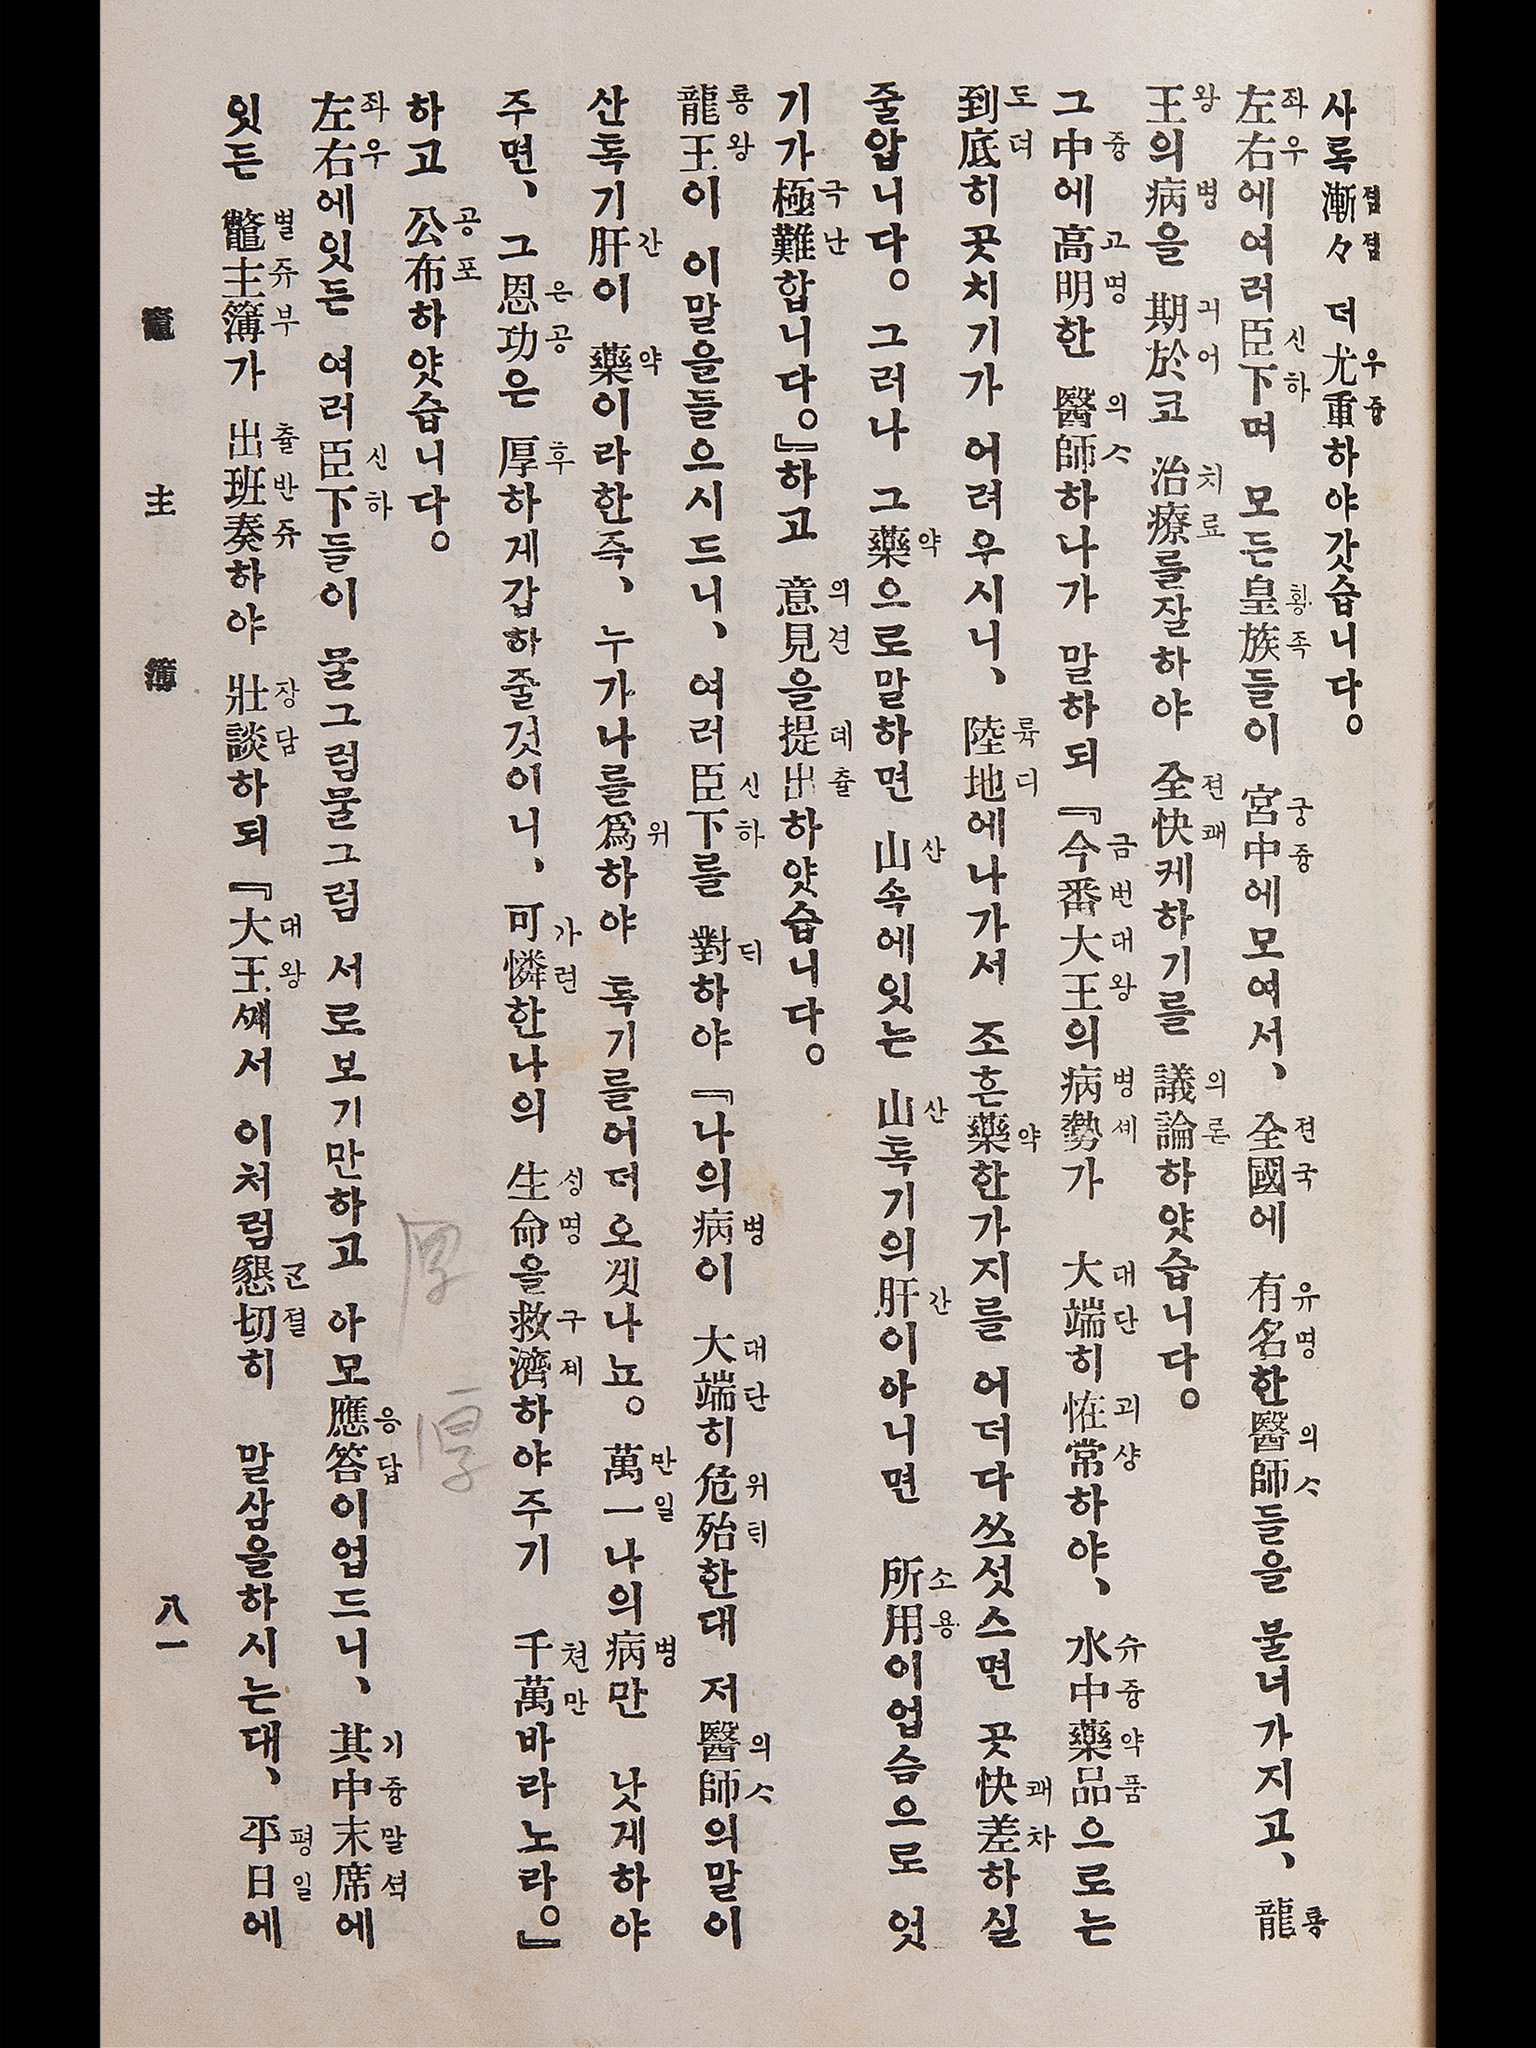 사록漸々 더尤重하야갓습니다。
左右에여러臣下며 모든皇族들이 宮中에모여서、全國에 有名한醫師들을 물너가지고、龍
王의病을 期於코 治療를잘하야 全快케하기를 議論하얏습니다。
그中에高明한 醫師하나가 말하되『今番大王의病勢가 大端히恠常하야、水中藥品으로는
到底히곳치기가 어려우시니、陸地에나가서 조흔藥한가지를 어더다쓰섯스면 곳快差하실
줄압니다。그러나 그藥으로말하면 山속에잇는 山톡기의肝이아니면 所用이업슴으로 엇
기가極難합니다。』하고 意見을提出하얏습니다。
龍王이 이말을들으시드니、여러臣下를 對하야『나의病이 大端히危殆한대 저醫師의말이
산톡기肝이 藥이라한즉、누가나를爲하야 톡기를어더오겟나뇨。萬一나의病만 낫게하야
주면、그恩功은 厚하게갑하줄것이니、可憐한나의 生命을救濟하야주기 千萬바라노라。』
하고 公布하얏습니다。
左右에잇든 여러臣下들이 물그럼물그럼 서로보기만하고 아모應答이업드니、其中末席에
잇든 鼈主簿가 出班奏하야 壯談하되『大王ᄭᅦ서 이처럼懇切히 말삼을하시는대、平日에
鼈主簿 八一
厚
厚